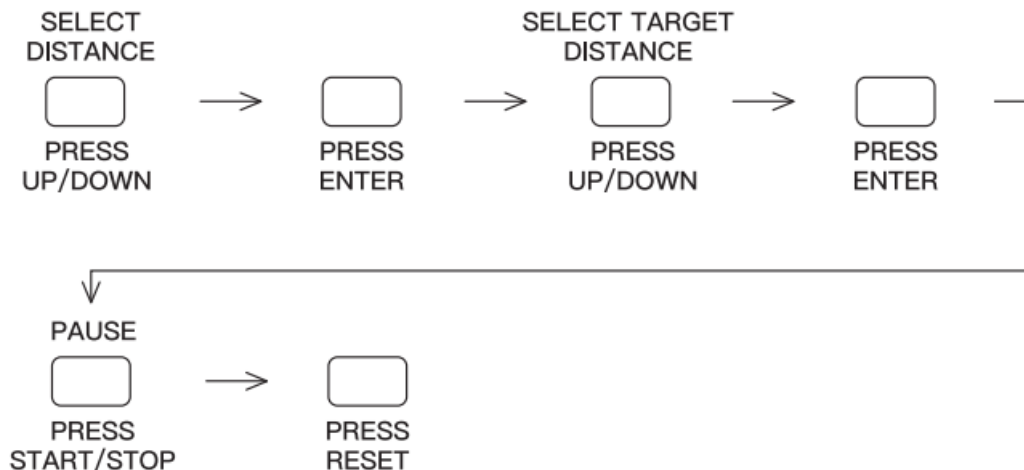 SELECT
DISTANCE
PRESS
UP/DOWN
PRESS
ENTER
SELECT TARGET
DISTANCE
PRESS
UP/DOWN
PRESS
ENTER
PAUSE
PRESS
START/STOP
PRESS
RESET